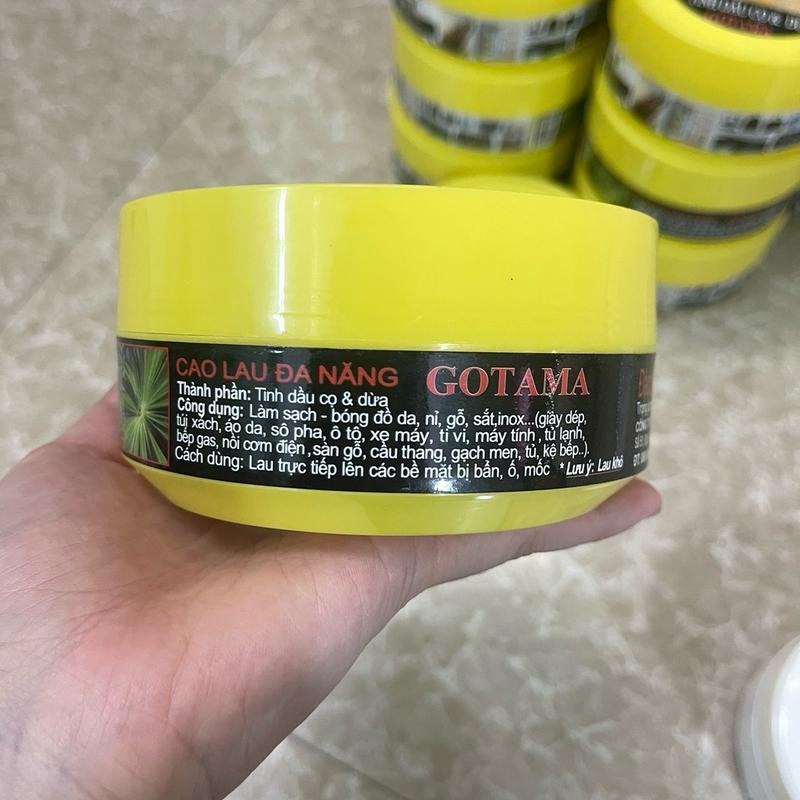 CAO LAU ĐA NĂNG GOTAMA
Thành phần: Tinh dầu cọ & dừa
Công dụng: Làm sạch - bóng đồ da, nỉ, gỗ, sắt,inox...(giày dép,
túi xách, áo da, sô pha, ô tô, xe máy, ti vi, máy tính, tủ lạnh,
bếp gas, nồi cơm điện,sàn gỗ, cầu thang, gạch men, tủ, kệ bếp..).
Cách dùng: Lau trực tiếp lên các bề mặt bị bẩn, ố, mốc * Lưu ý: Lau khô